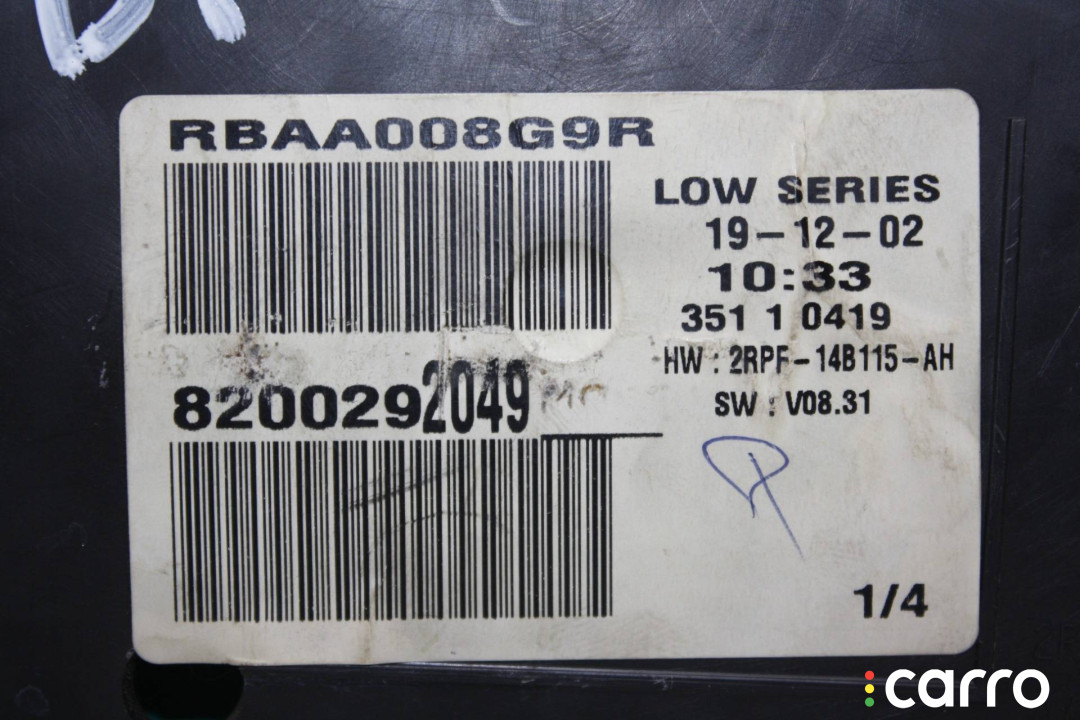 RBAA008G9R
LOW SERIES
19-12-02
10:33
351 1 0419
HW : 2RPF-14B115-AH
SW : V08.31
8200292049
1/4
carro